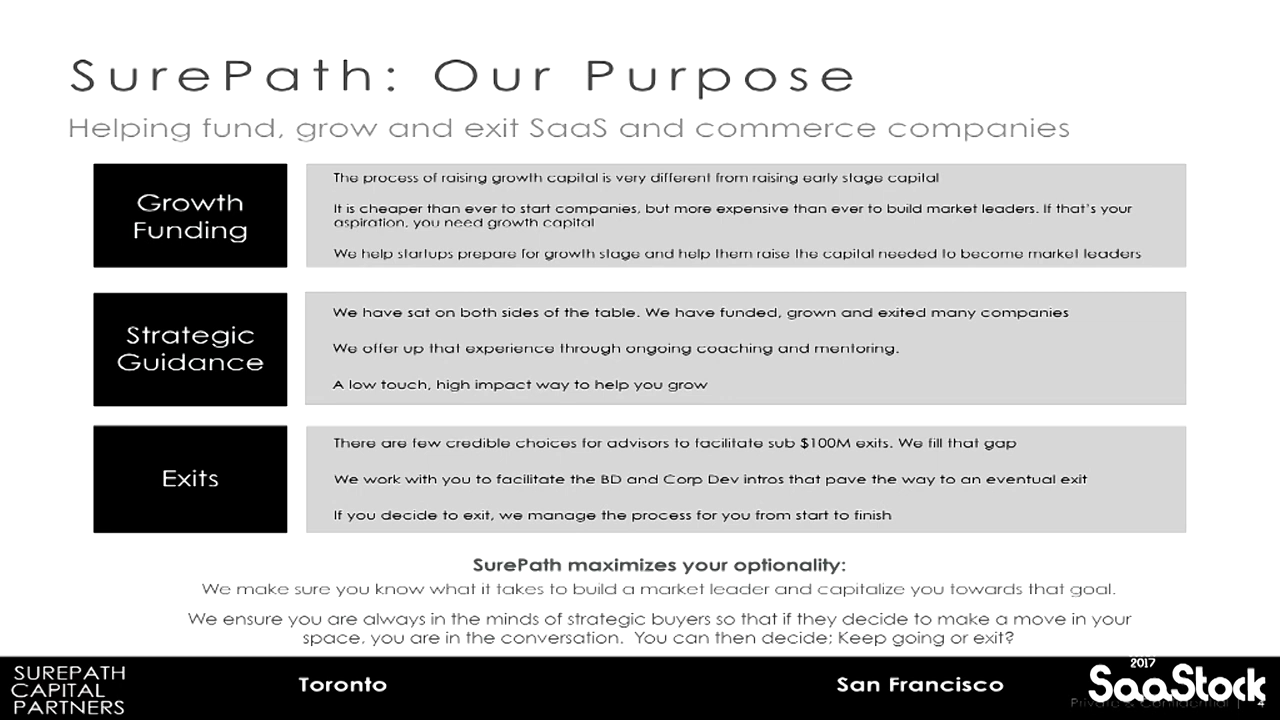 SurePath: Our Purpose
Helping fund, grow and exit SaaS and commerce companies
Growth
Funding
The process of raising growth capital is very different from raising early stage capital
It is cheaper than ever to start companies, but more expensive than ever to build market leaders. If that's your
aspiration, you need growth capital
We help startups prepare for growth stage and help them raise the capital needed to become market leaders
Strategic
Guidance
We have sat on both sides of the table. We have funded, grown and exited many companies
We offer up that experience through ongoing coaching and mentoring.
A low touch, high impact way to help you grow
Exits
There are few credible choices for advisors to facilitate sub $100M exits. We fill that gap
We work with you to facilitate the BD and Corp Dev intros that pave the way to an eventual exit
If you decide to exit, we manage the process for you from start to finish
SurePath maximizes your optionality:
We make sure you know what it takes to build a market leader and capitalize you towards that goal.
We ensure you are always in the minds of strategic buyers so that if they decide to make a move in your
space, you are in the conversation. You can then decide; Keep going or exit?
SUREPATH
CAPITAL
PARTNERS
Toronto
San Francisco
2017
SaaStock
Private & Confidential | 4